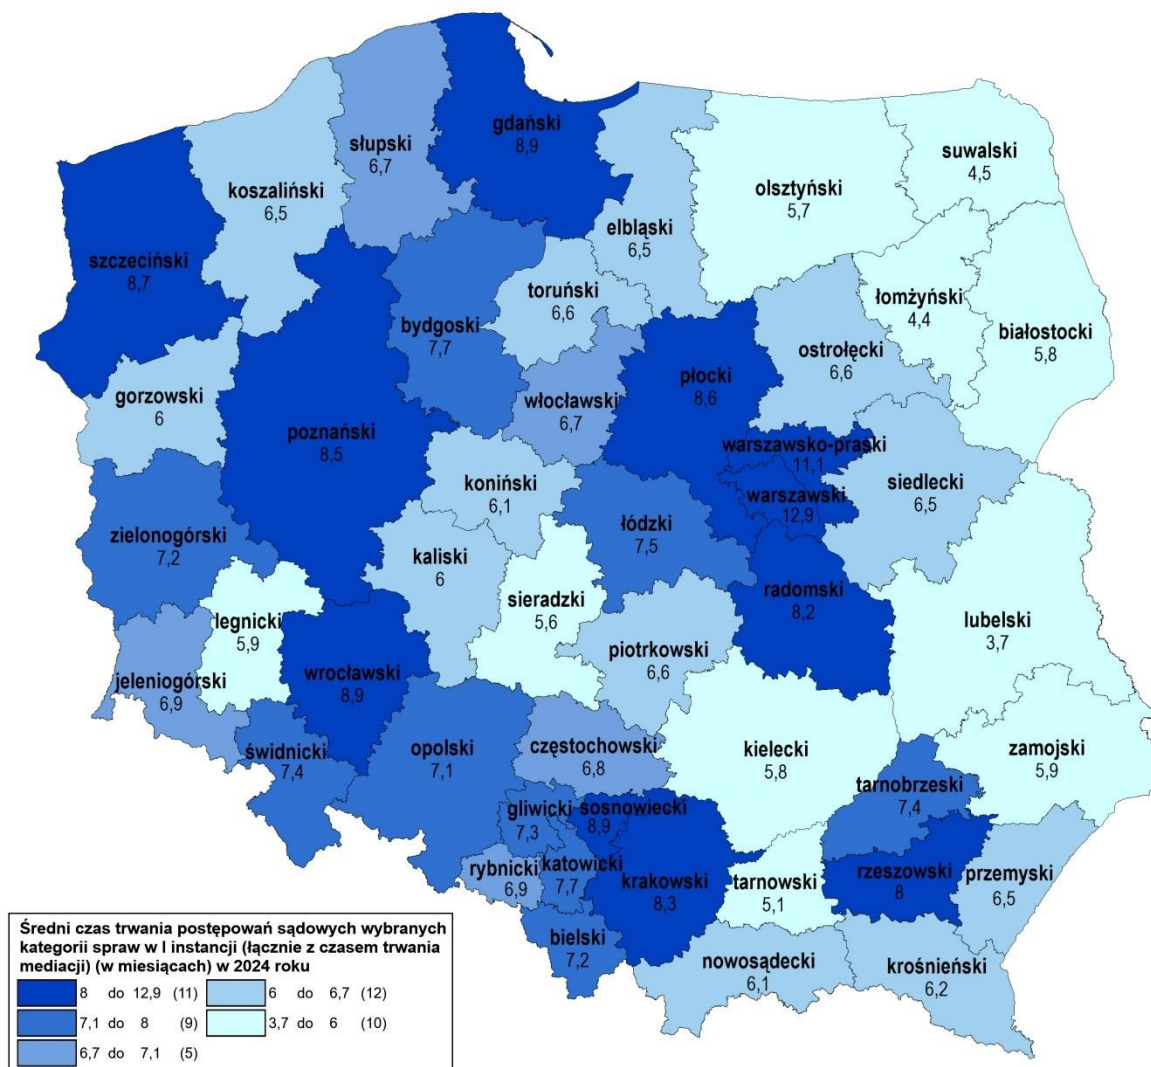 gdański
8,9
słupski
6,7
suwalski
4,5
koszaliński
6,5
olsztyński
5,7
elbląski
6,5
szczeciński
8,7
toruński
6,6
łomżyński
4,4
bydgoski
7,7
białostocki
5,8
ostrołęcki
6,6
płocki
8,6
gorzowski
6
włocławski
6,7
poznański
8,5
warszawsko-praski
11,1
koniński
6,1
warszawski
12,9
siedlecki
6,5
łódzki
7,5
zielonogórski
7,2
kaliski
6
sieradzki
5,6
radomski
8,2
legnicki
5,9
lubelski
3,7
piotrkowski
6,6
wrocławski
8,9
jeleniogórski
6,9
zamojski
5,9
świdnicki
7,4
opolski
7,1
częstochowski
6,8
kielecki
5,8
tarnobrzeski
7,4
gliwicki
7,3
sosnowiecki
8,9
rybnicki
6,9
katowicki
7,7
krakowski
8,3
tarnowski
5,1
rzeszowski
8
przemyski
6,5
bielski
7,2
nowosądecki
6,1
krośnieński
6,2
Średni czas trwania postępowań sądowych wybranych
kategorii spraw w I instancji (łącznie z czasem trwania
mediacji) (w miesiącach) w 2024 roku
8 do 12,9 (11)
6 do 6,7 (12)
7,1 do 8 (9)
3,7 do 6 (10)
6,7 do 7,1 (5)